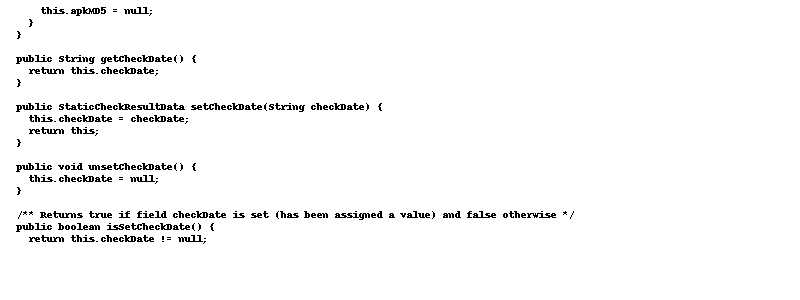 this.apkMD5 = null;
  }
}

public String getCheckDate() {
  return this.checkDate;
}

public StaticCheckResultData setCheckDate(String checkDate) {
  this.checkDate = checkDate;
  return this;
}

public void unsetCheckDate() {
  this.checkDate = null;
}

/** Returns true if field checkDate is set (has been assigned a value) and false otherwise */
public boolean isSetCheckDate() {
  return this.checkDate != null;